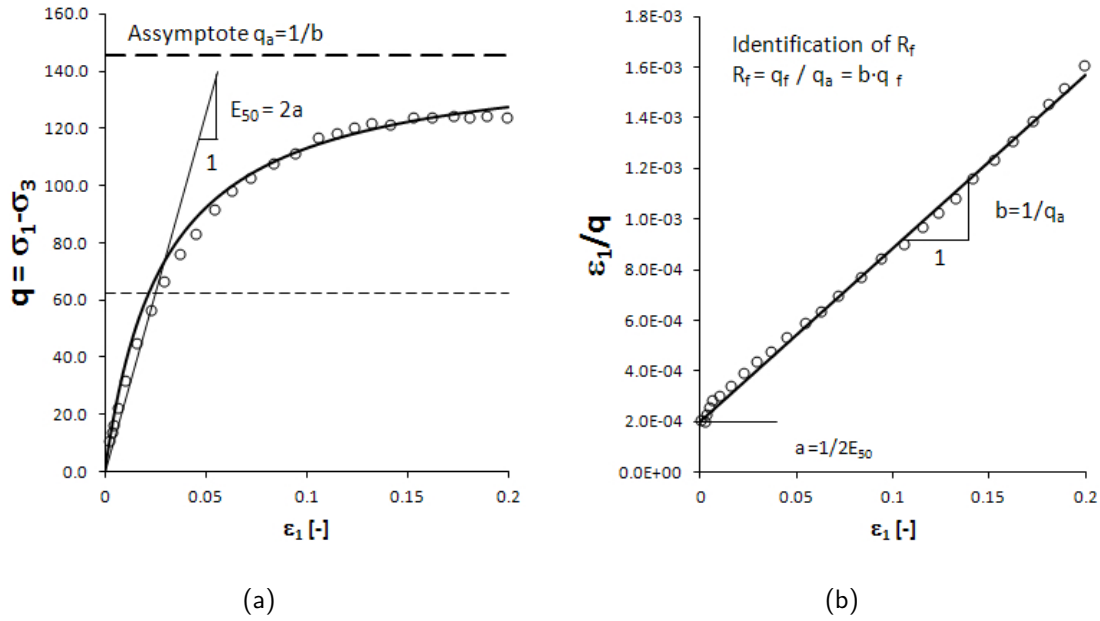 160.0
140.0
120.0
100.0
80.0
60.0
40.0
20.0
0.0
q = σ₁-σ₃
Assymptote qₐ=1/b
E₅₀ = 2a
1
0
0.05
0.1
0.15
0.2
ε₁ [-]
(a)
1.8E-03
1.6E-03
1.4E-03
1.2E-03
1.0E-03
8.0E-04
6.0E-04
4.0E-04
2.0E-04
0.0E+00
ε₁/q
Identification of R_f
R_f = q_f / qₐ = b·q_f
b=1/qₐ
1
a=1/2E₅₀
0
0.05
0.1
0.15
0.2
ε₁ [-]
(b)